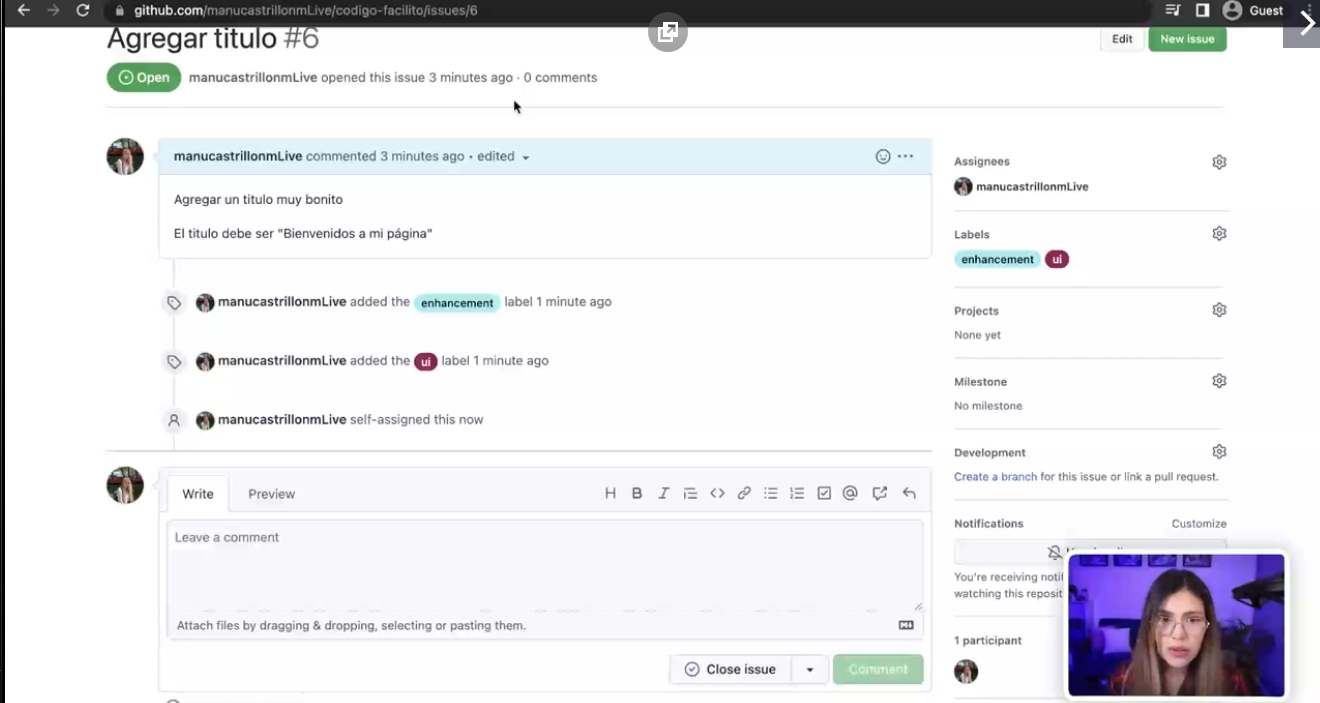 github.com/manucastrillonmLive/codigo-facilito/issues/6
Guest
Agregar titulo #6
Edit
New issue
Open
manucastrillonmLive opened this issue 3 minutes ago · 0 comments
manucastrillonmLive commented 3 minutes ago • edited
Agregar un titulo muy bonito
El titulo debe ser "Bienvenidos a mi página"
manucastrillonmLive added the enhancement label 1 minute ago
manucastrillonmLive added the ui label 1 minute ago
manucastrillonmLive self-assigned this now
Write
Preview
H B I
Leave a comment
Attach files by dragging & dropping, selecting or pasting them.
Close issue
Comment
Assignees
manucastrillonmLive
Labels
enhancement ui
Projects
None yet
Milestone
No milestone
Development
Create a branch for this issue or link a pull request.
Notifications
Customize
You're receiving
watching this
1 participant